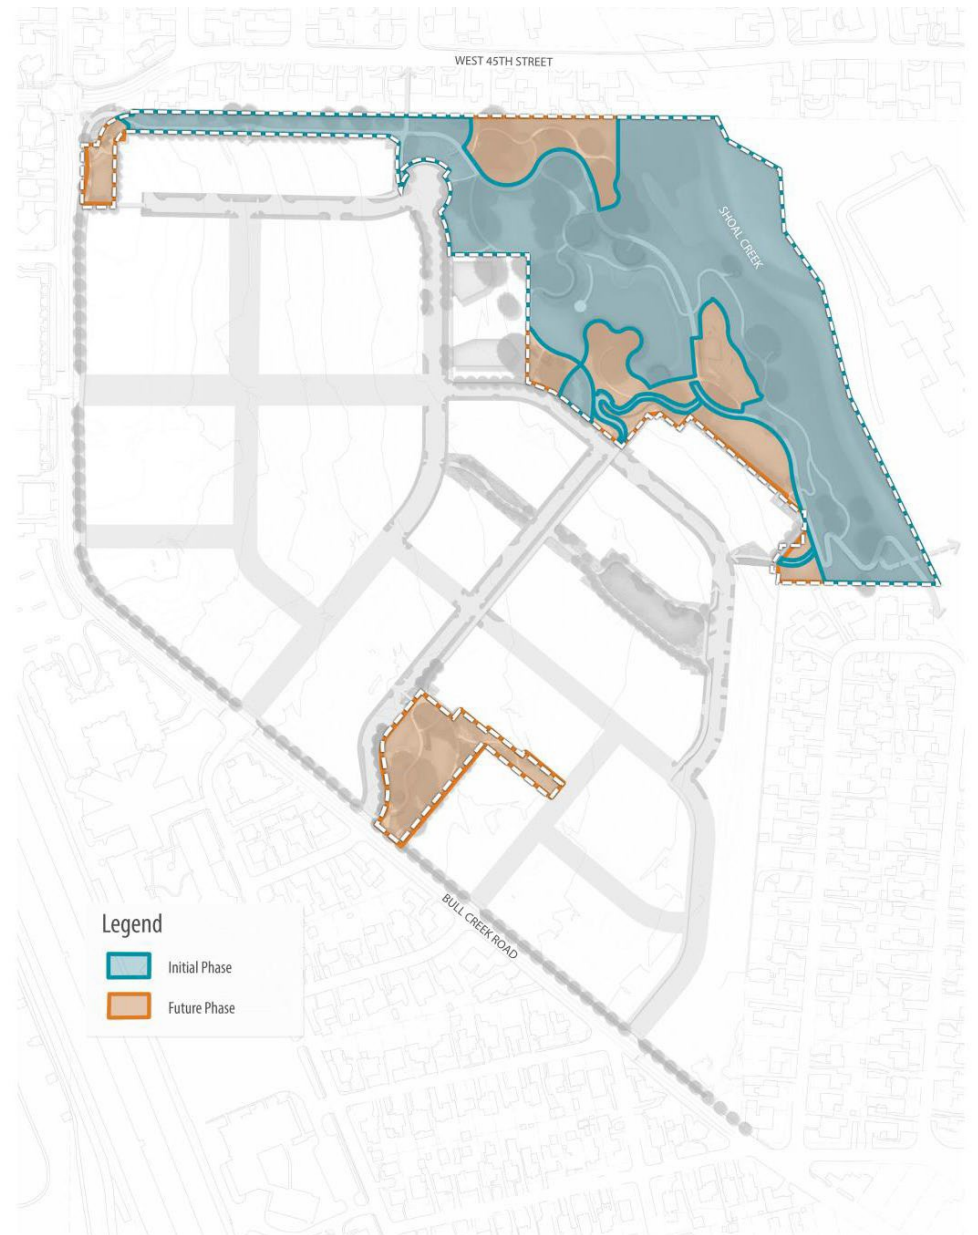 WEST 45TH STREET
SHOAL CREEK
BULL CREEK ROAD
Legend
Initial Phase
Future Phase